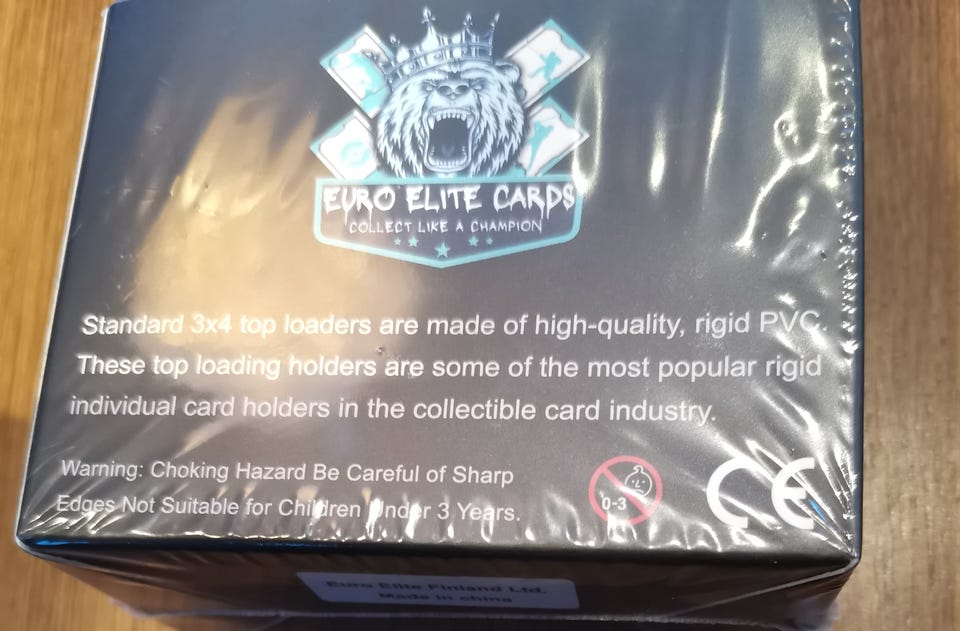 EURO ELITE CARDS
COLLECT LIKE A CHAMPION
Standard 3x4 top loaders are made of high-quality, rigid PVC.
These top loading holders are some of the most popular rigid
individual card holders in the collectible card industry.
Warning: Choking Hazard Be Careful of Sharp
Edges Not Suitable for Children Under 3 Years.
0-3
CE
Euro Elite Finland Ltd.
Made in china